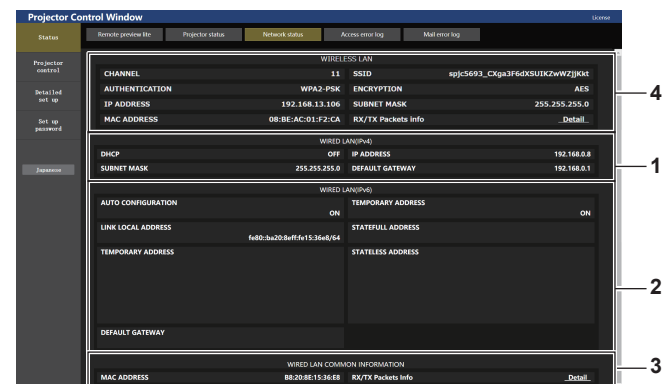 Projector Control Window License
Status Remote preview lite Projector status Network status Access error log Mail error log
Projector control
Detailed set up
Set up password
Japanese
WIRELESS LAN
CHANNEL 11 SSID spjc5693_CXga3F6dXSUIKZwWZjjKkt
AUTHENTICATION WPA2-PSK ENCRYPTION AES
IP ADDRESS 192.168.13.106 SUBNET MASK 255.255.255.0
MAC ADDRESS 08:BE:AC:01:F2:CA RX/TX Packets info Detail
4
WIRED LAN(IPv4)
DHCP OFF IP ADDRESS 192.168.0.8
SUBNET MASK 255.255.255.0 DEFAULT GATEWAY 192.168.0.1
1
WIRED LAN(IPv6)
AUTO CONFIGURATION ON TEMPORARY ADDRESS ON
LINK LOCAL ADDRESS fe80::ba20:8eff:fe15:36e8/64 STATEFULL ADDRESS
TEMPORARY ADDRESS STATELESS ADDRESS
DEFAULT GATEWAY
2
WIRED LAN COMMON INFORMATION
MAC ADDRESS B8:20:8E:15:36:E8 RX/TX Packets Info Detail
3